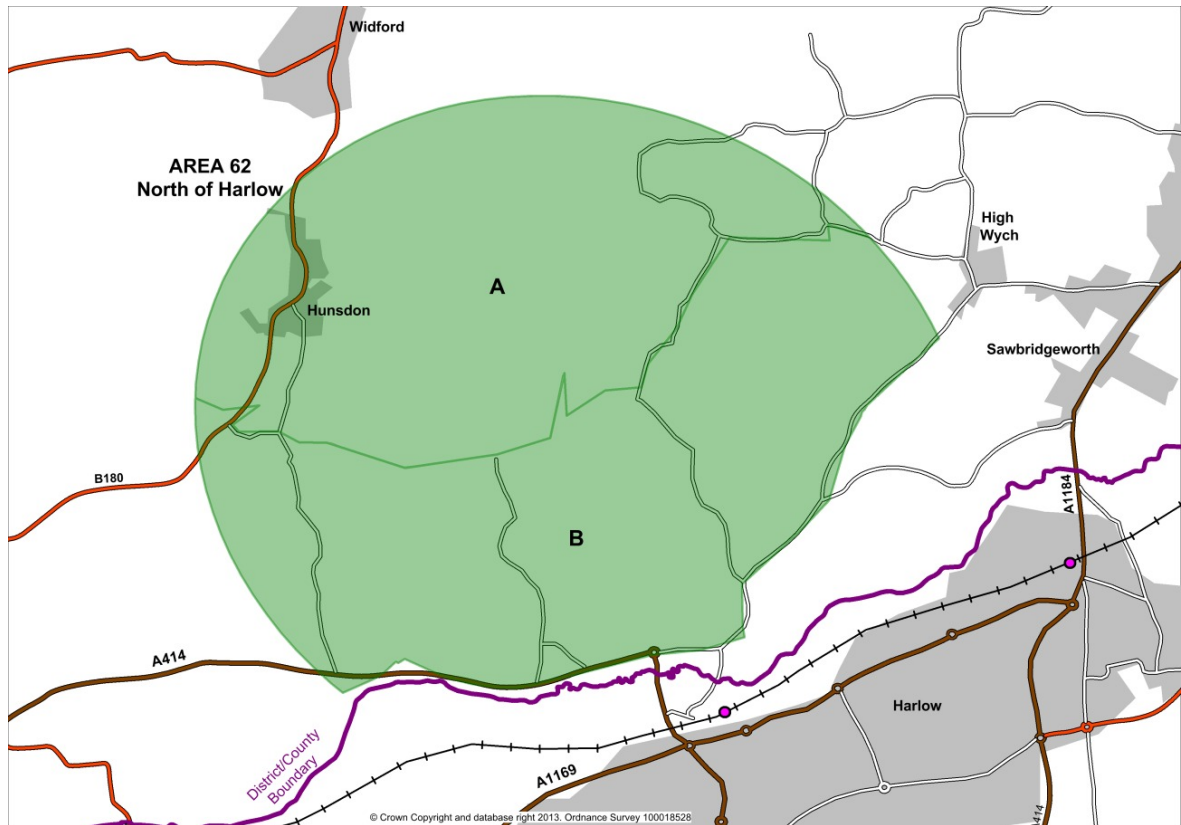 Widford
AREA 62
North of Harlow
High
Wych
A
Hunsdon
Sawbridgeworth
B180
A1184
B
A414
Harlow
District/County
Boundary
A1169
A414
© Crown Copyright and database right 2013. Ordnance Survey 100018528